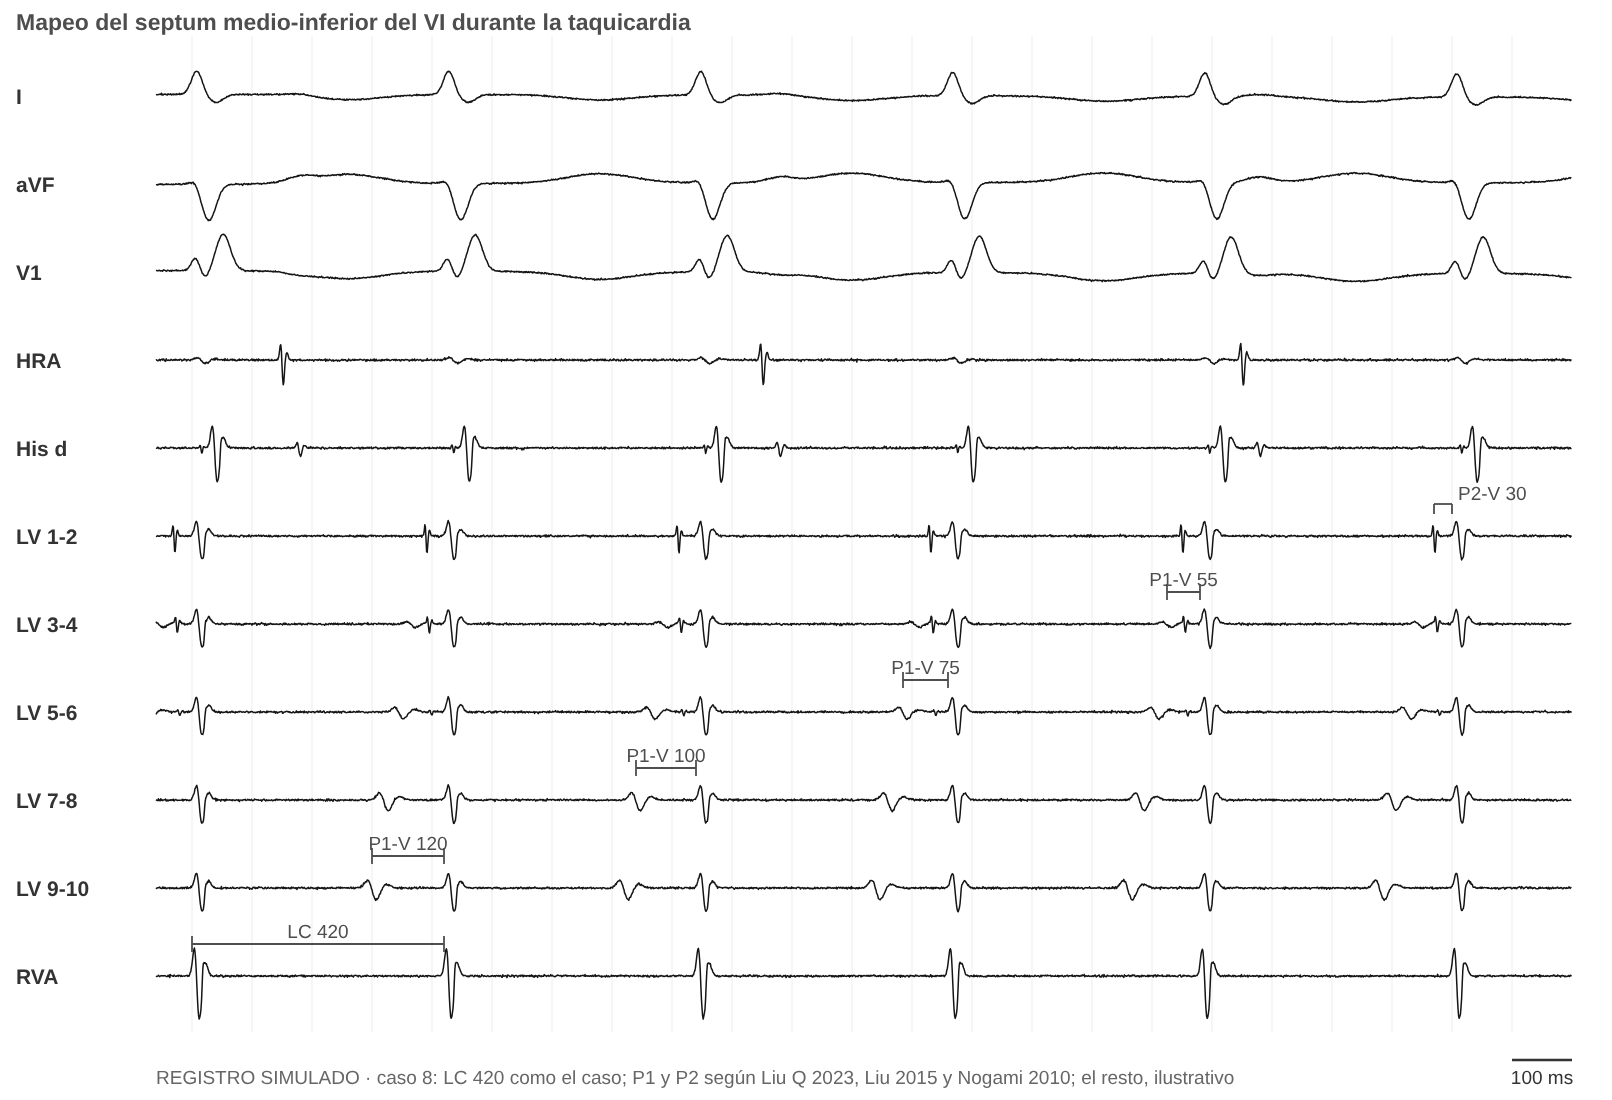 Mapeo del septum medio-inferior del VI durante la taquicardia
I
aVF
V1
HRA
His d
P2-V 30
LV 1-2
P1-V 55
LV 3-4
P1-V 75
LV 5-6
P1-V 100
LV 7-8
P1-V 120
LV 9-10
LC 420
RVA
REGISTRO SIMULADO · caso 8: LC 420 como el caso; P1 y P2 según Liu Q 2023, Liu 2015 y Nogami 2010; el resto, ilustrativo
100 ms